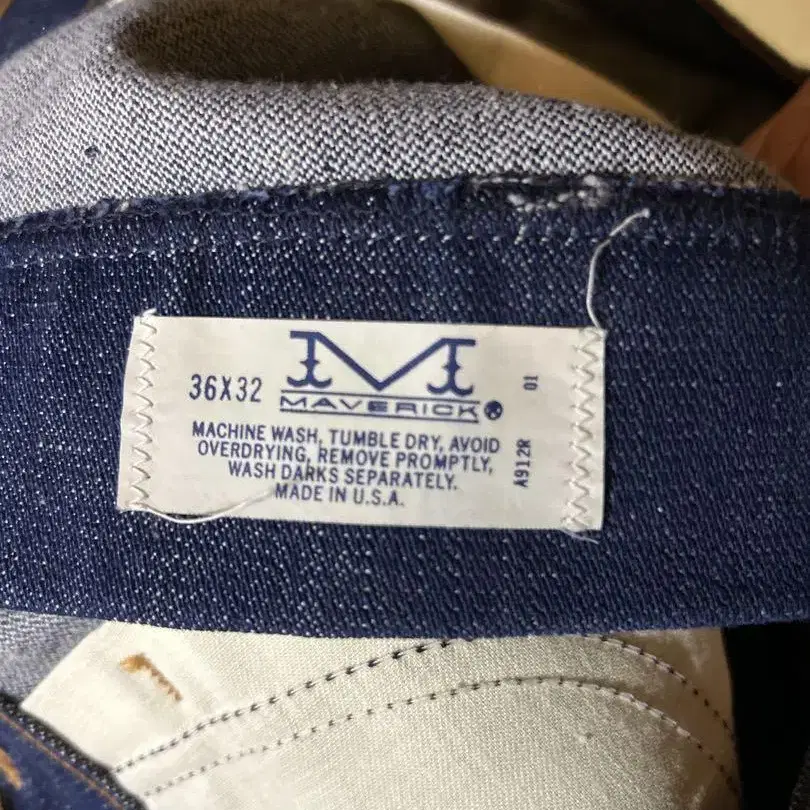 36X32
M
MAVERICK
MACHINE WASH, TUMBLE DRY, AVOID
OVERDRYING, REMOVE PROMPTLY,
WASH DARKS SEPARATELY.
MADE IN U.S.A.
A912R 01